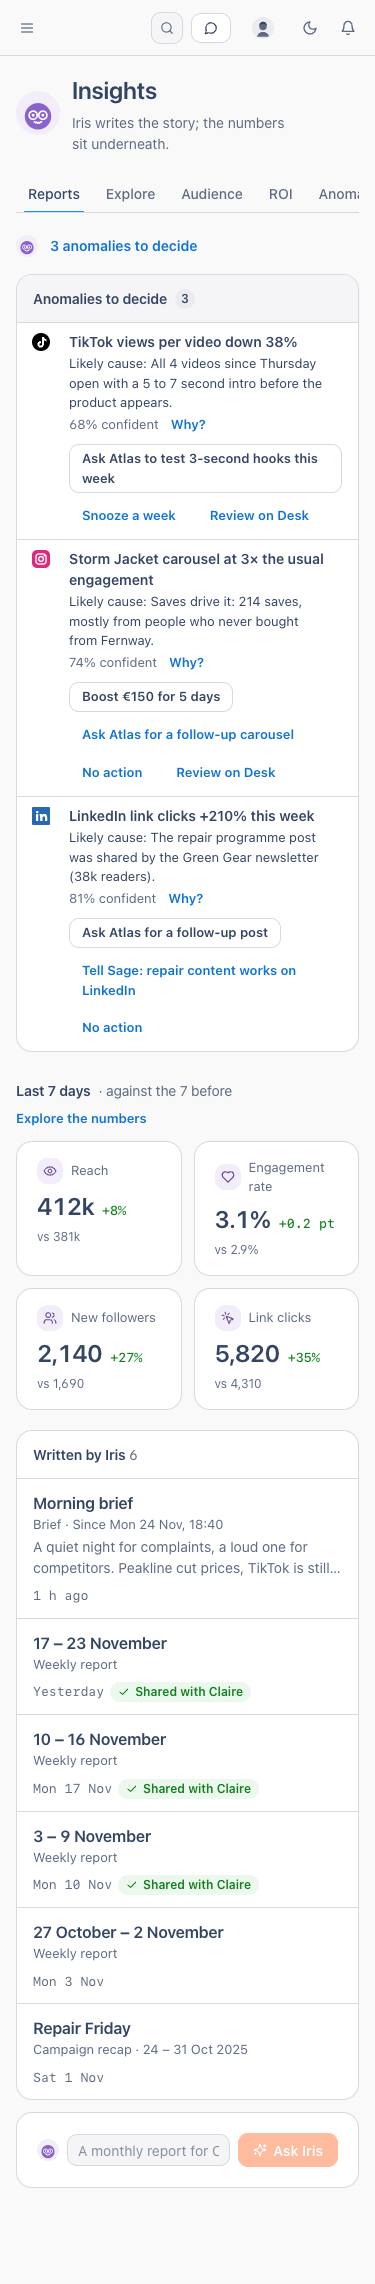 Insights
Iris writes the story; the numbers
sit underneath.
Reports
Explore
Audience
ROI
Anoma
3 anomalies to decide
Anomalies to decide 3
TikTok views per video down 38%
Likely cause: All 4 videos since Thursday
open with a 5 to 7 second intro before the
product appears.
68% confident Why?
Ask Atlas to test 3-second hooks this
week
Snooze a week Review on Desk
Storm Jacket carousel at 3× the usual
engagement
Likely cause: Saves drive it: 214 saves,
mostly from people who never bought
from Fernway.
74% confident Why?
Boost €150 for 5 days
Ask Atlas for a follow-up carousel
No action Review on Desk
LinkedIn link clicks +210% this week
Likely cause: The repair programme post
was shared by the Green Gear newsletter
(38k readers).
81% confident Why?
Ask Atlas for a follow-up post
Tell Sage: repair content works on
LinkedIn
No action
Last 7 days · against the 7 before
Explore the numbers
Reach
412k +8%
vs 381k
Engagement
rate
3.1% +0.2 pt
vs 2.9%
New followers
2,140 +27%
vs 1,690
Link clicks
5,820 +35%
vs 4,310
Written by Iris 6
Morning brief
Brief · Since Mon 24 Nov, 18:40
A quiet night for complaints, a loud one for
competitors. Peakline cut prices, TikTok is still…
1 h ago
17 – 23 November
Weekly report
Yesterday Shared with Claire
10 – 16 November
Weekly report
Mon 17 Nov Shared with Claire
3 – 9 November
Weekly report
Mon 10 Nov Shared with Claire
27 October – 2 November
Weekly report
Mon 3 Nov
Repair Friday
Campaign recap · 24 – 31 Oct 2025
Sat 1 Nov
A monthly report for C
Ask Iris